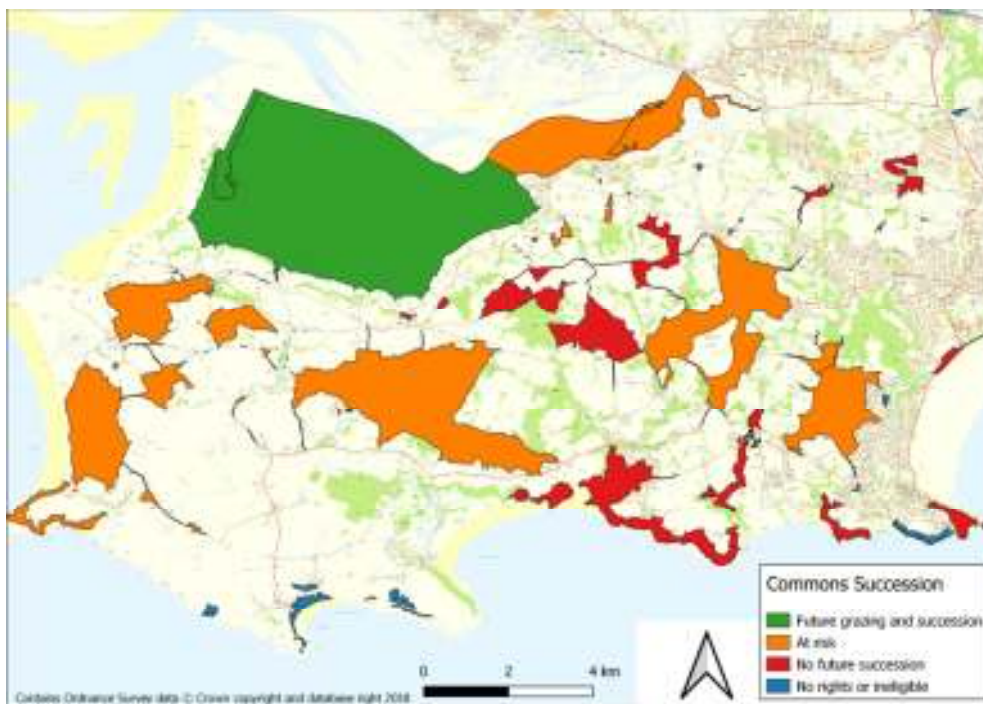 Commons Succession
Future grazing and succession
At risk
No future succession
No rights or ineligible
0 2 4 km
Contains Ordnance Survey data © Crown copyright and database right 2018